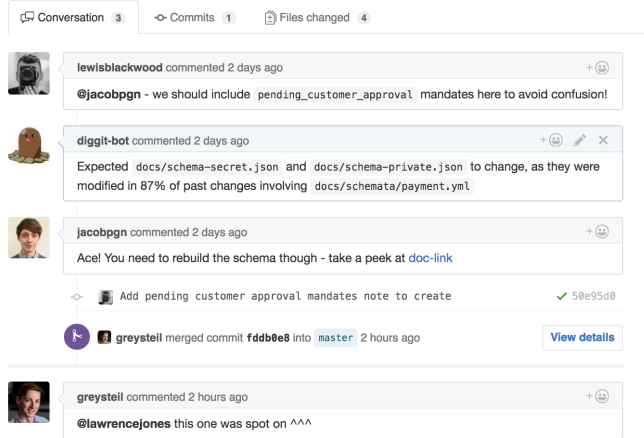 Conversation 3 Commits 1 Files changed 4
lewisblackwood commented 2 days ago
@jacobpgn - we should include pending_customer_approval mandates here to avoid confusion!
diggit-bot commented 2 days ago
Expected docs/schema-secret.json and docs/schema-private.json to change, as they were
modified in 87% of past changes involving docs/schemata/payment.yml
jacobpgn commented 2 days ago
Ace! You need to rebuild the schema though - take a peek at doc-link
Add pending customer approval mandates note to create 50e95d0
greysteil merged commit fddb0e8 into master 2 hours ago View details
greysteil commented 2 hours ago
@lawrencejones this one was spot on ^^^